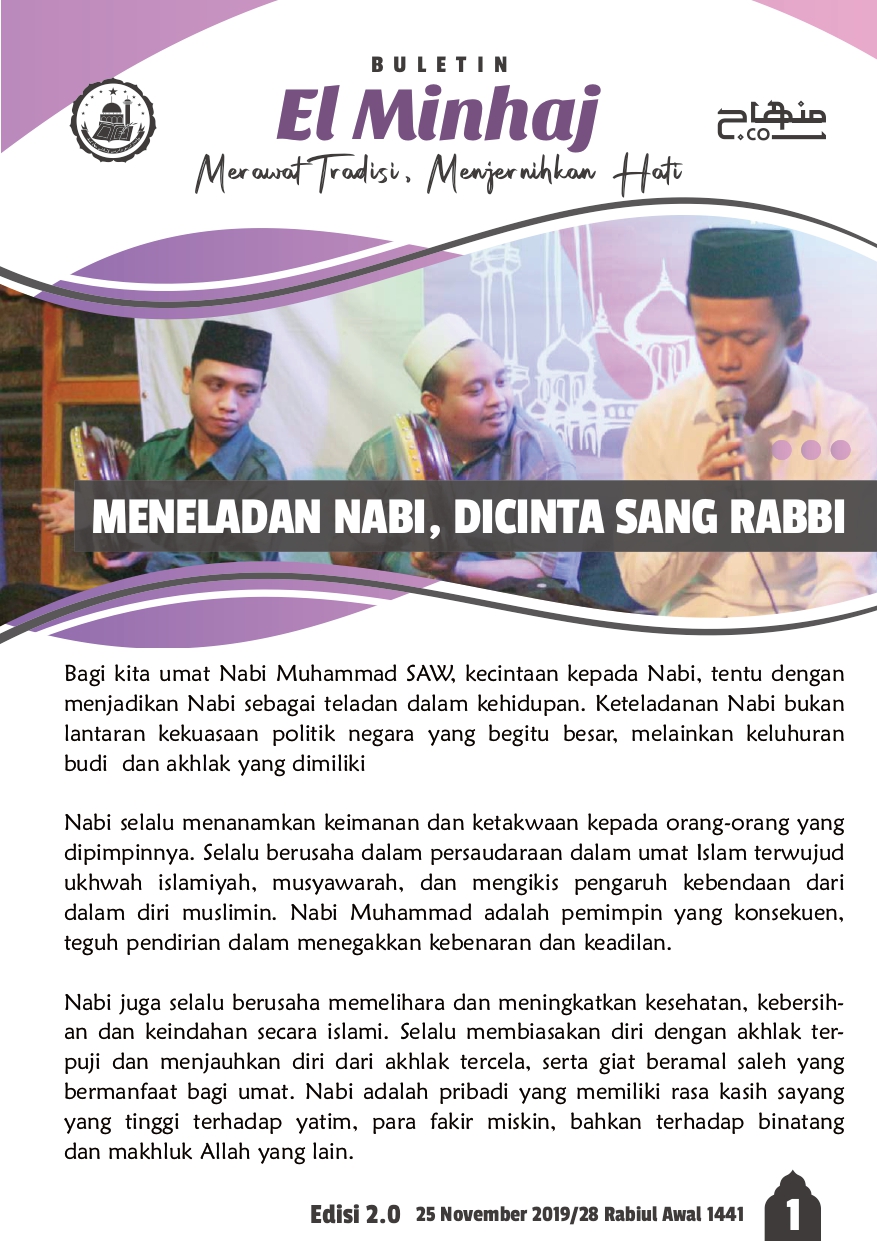 BULETIN
El Minhaj
منهاج
.CO
Merawat Tradisi, Menjernihkan Hati
MENELADAN NABI, DICINTA SANG RABBI
Bagi kita umat Nabi Muhammad SAW, kecintaan kepada Nabi, tentu dengan
menjadikan Nabi sebagai teladan dalam kehidupan. Keteladanan Nabi bukan
lantaran kekuasaan politik negara yang begitu besar, melainkan keluhuran
budi dan akhlak yang dimiliki
Nabi selalu menanamkan keimanan dan ketakwaan kepada orang-orang yang
dipimpinnya. Selalu berusaha dalam persaudaraan dalam umat Islam terwujud
ukhwah islamiyah, musyawarah, dan mengikis pengaruh kebendaan dari
dalam diri muslimin. Nabi Muhammad adalah pemimpin yang konsekuen,
teguh pendirian dalam menegakkan kebenaran dan keadilan.
Nabi juga selalu berusaha memelihara dan meningkatkan kesehatan, kebersih-
an dan keindahan secara islami. Selalu membiasakan diri dengan akhlak ter-
puji dan menjauhkan diri dari akhlak tercela, serta giat beramal saleh yang
bermanfaat bagi umat. Nabi adalah pribadi yang memiliki rasa kasih sayang
yang tinggi terhadap yatim, para fakir miskin, bahkan terhadap binatang
dan makhluk Allah yang lain.
Edisi 2.0 25 November 2019/28 Rabiul Awal 1441
1